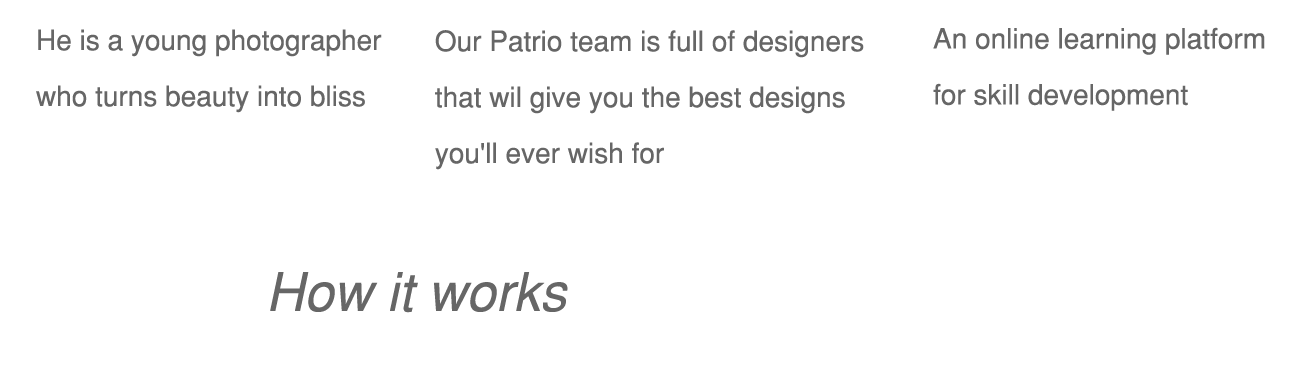 He is a young photographer
who turns beauty into bliss
Our Patrio team is full of designers
that wil give you the best designs
you'll ever wish for
An online learning platform
for skill development
How it works